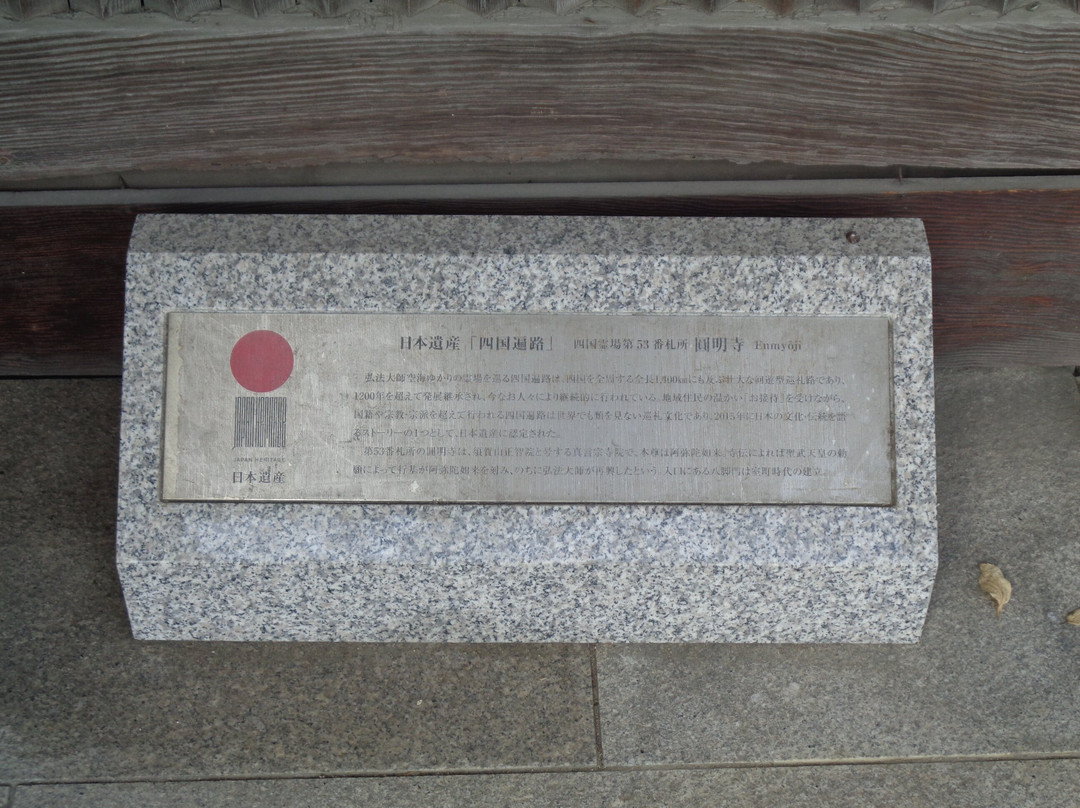 日本遺産「四国遍路」 四国霊場第53番札所 圓明寺 Enmyōji
弘法大師空海ゆかりの霊場を巡る四国遍路は、四国を全周する全長1,400kmにも及ぶ壮大な回遊型巡礼路であり、
1200年を超えて発展継承され、今なお人々により継続的に行われている。地域住民の温かい「お接待」を受けながら、
国籍や宗教・宗派を超えて行われる四国遍路は世界でも類を見ない巡礼文化であり、2015年に日本の文化・伝統を語
るストーリーの1つとして、日本遺産に認定された。
第53番札所の圓明寺は、須賀山正智院と号する真言宗寺院で、本尊は阿弥陀如来。寺伝によれば聖武天皇の勅
願によって行基が阿弥陀如来を刻み、のちに弘法大師が再興したという。入口にある八脚門は室町時代の建立。
JAPAN HERITAGE
日本遺産